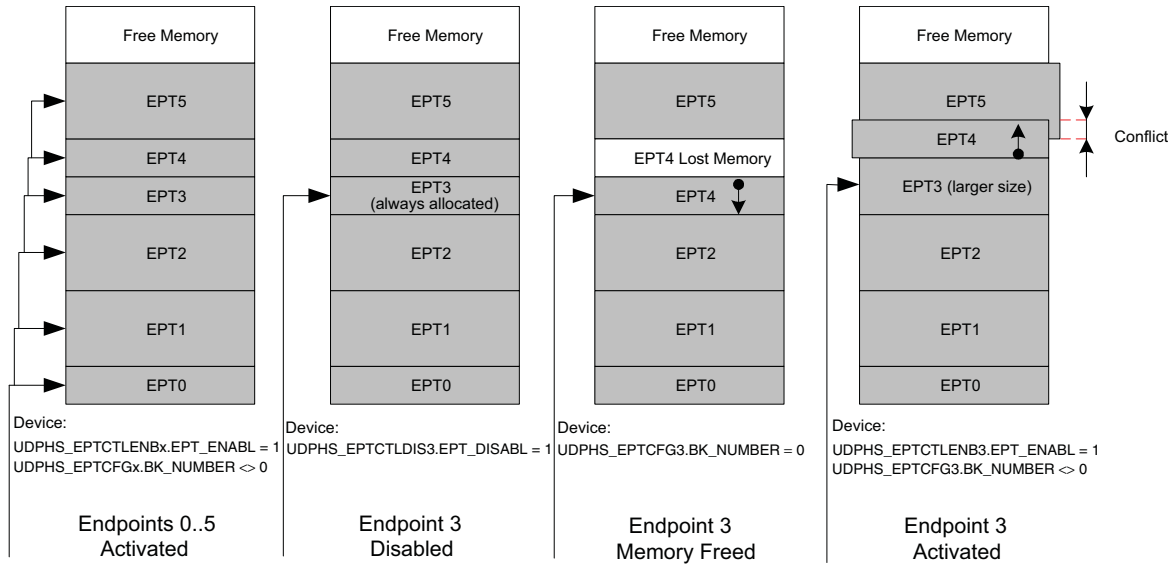 Free Memory
EPT5
EPT4
EPT3
EPT2
EPT1
EPT0
Device:
UDPHS_EPTCTLENBx.EPT_ENABL = 1
UDPHS_EPTCFGx.BK_NUMBER <> 0
Endpoints 0..5
Activated
Free Memory
EPT5
EPT4
EPT3
(always allocated)
EPT2
EPT1
EPT0
Device:
UDPHS_EPTCTLDIS3.EPT_DISABL = 1
Endpoint 3
Disabled
Free Memory
EPT5
EPT4 Lost Memory
EPT4
EPT2
EPT1
EPT0
Device:
UDPHS_EPTCFG3.BK_NUMBER = 0
Endpoint 3
Memory Freed
Free Memory
EPT5
EPT4
Conflict
EPT3 (larger size)
EPT2
EPT1
EPT0
Device:
UDPHS_EPTCTLENB3.EPT_ENABL = 1
UDPHS_EPTCFG3.BK_NUMBER <> 0
Endpoint 3
Activated